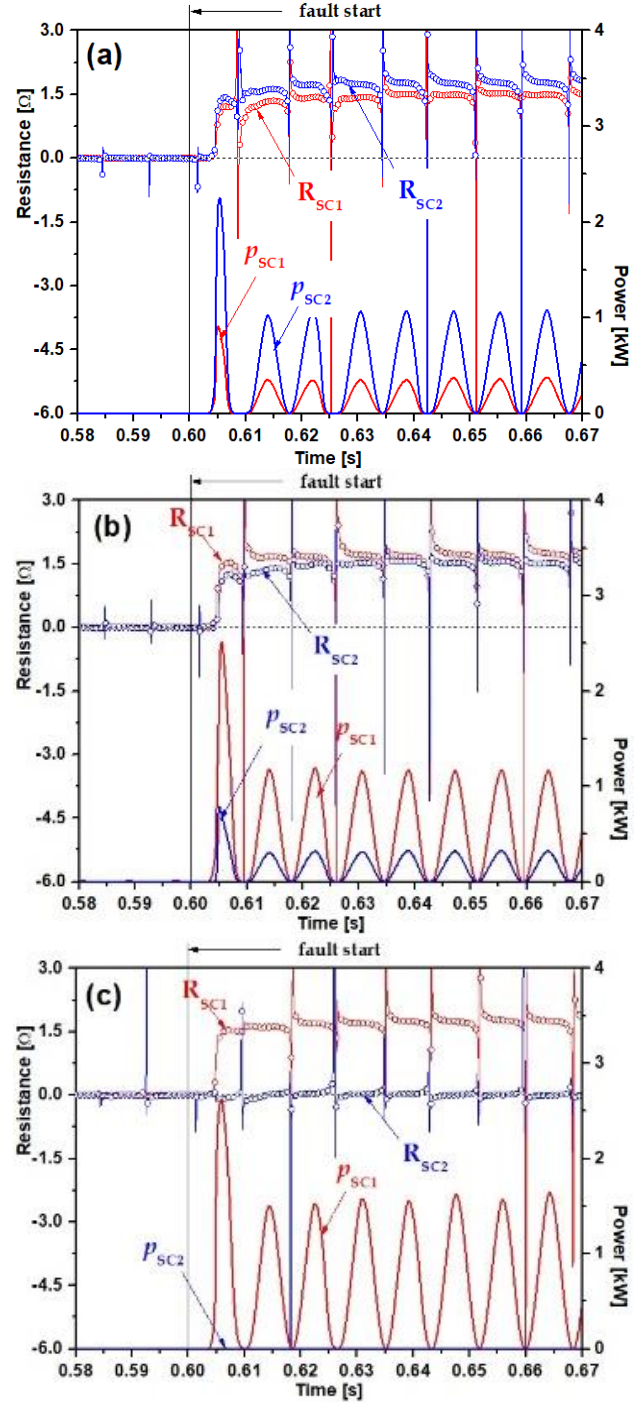 fault start
(a)
3.0
1.5
0.0
-1.5
-3.0
-4.5
-6.0
Resistance [Ω]
4
3
2
1
0
Power [kW]
R_SC1
R_SC2
p_SC1
p_SC2
0.58 0.59 0.60 0.61 0.62 0.63 0.64 0.65 0.66 0.67
Time [s]
fault start
(b)
3.0
1.5
0.0
-1.5
-3.0
-4.5
-6.0
Resistance [Ω]
4
3
2
1
0
Power [kW]
R_SC1
R_SC2
p_SC2
p_SC1
0.58 0.59 0.60 0.61 0.62 0.63 0.64 0.65 0.66 0.67
Time [s]
fault start
(c)
3.0
1.5
0.0
-1.5
-3.0
-4.5
-6.0
Resistance [Ω]
4
3
2
1
0
Power [kW]
R_SC1
R_SC2
p_SC1
p_SC2
0.58 0.59 0.60 0.61 0.62 0.63 0.64 0.65 0.66 0.67
Time [s]